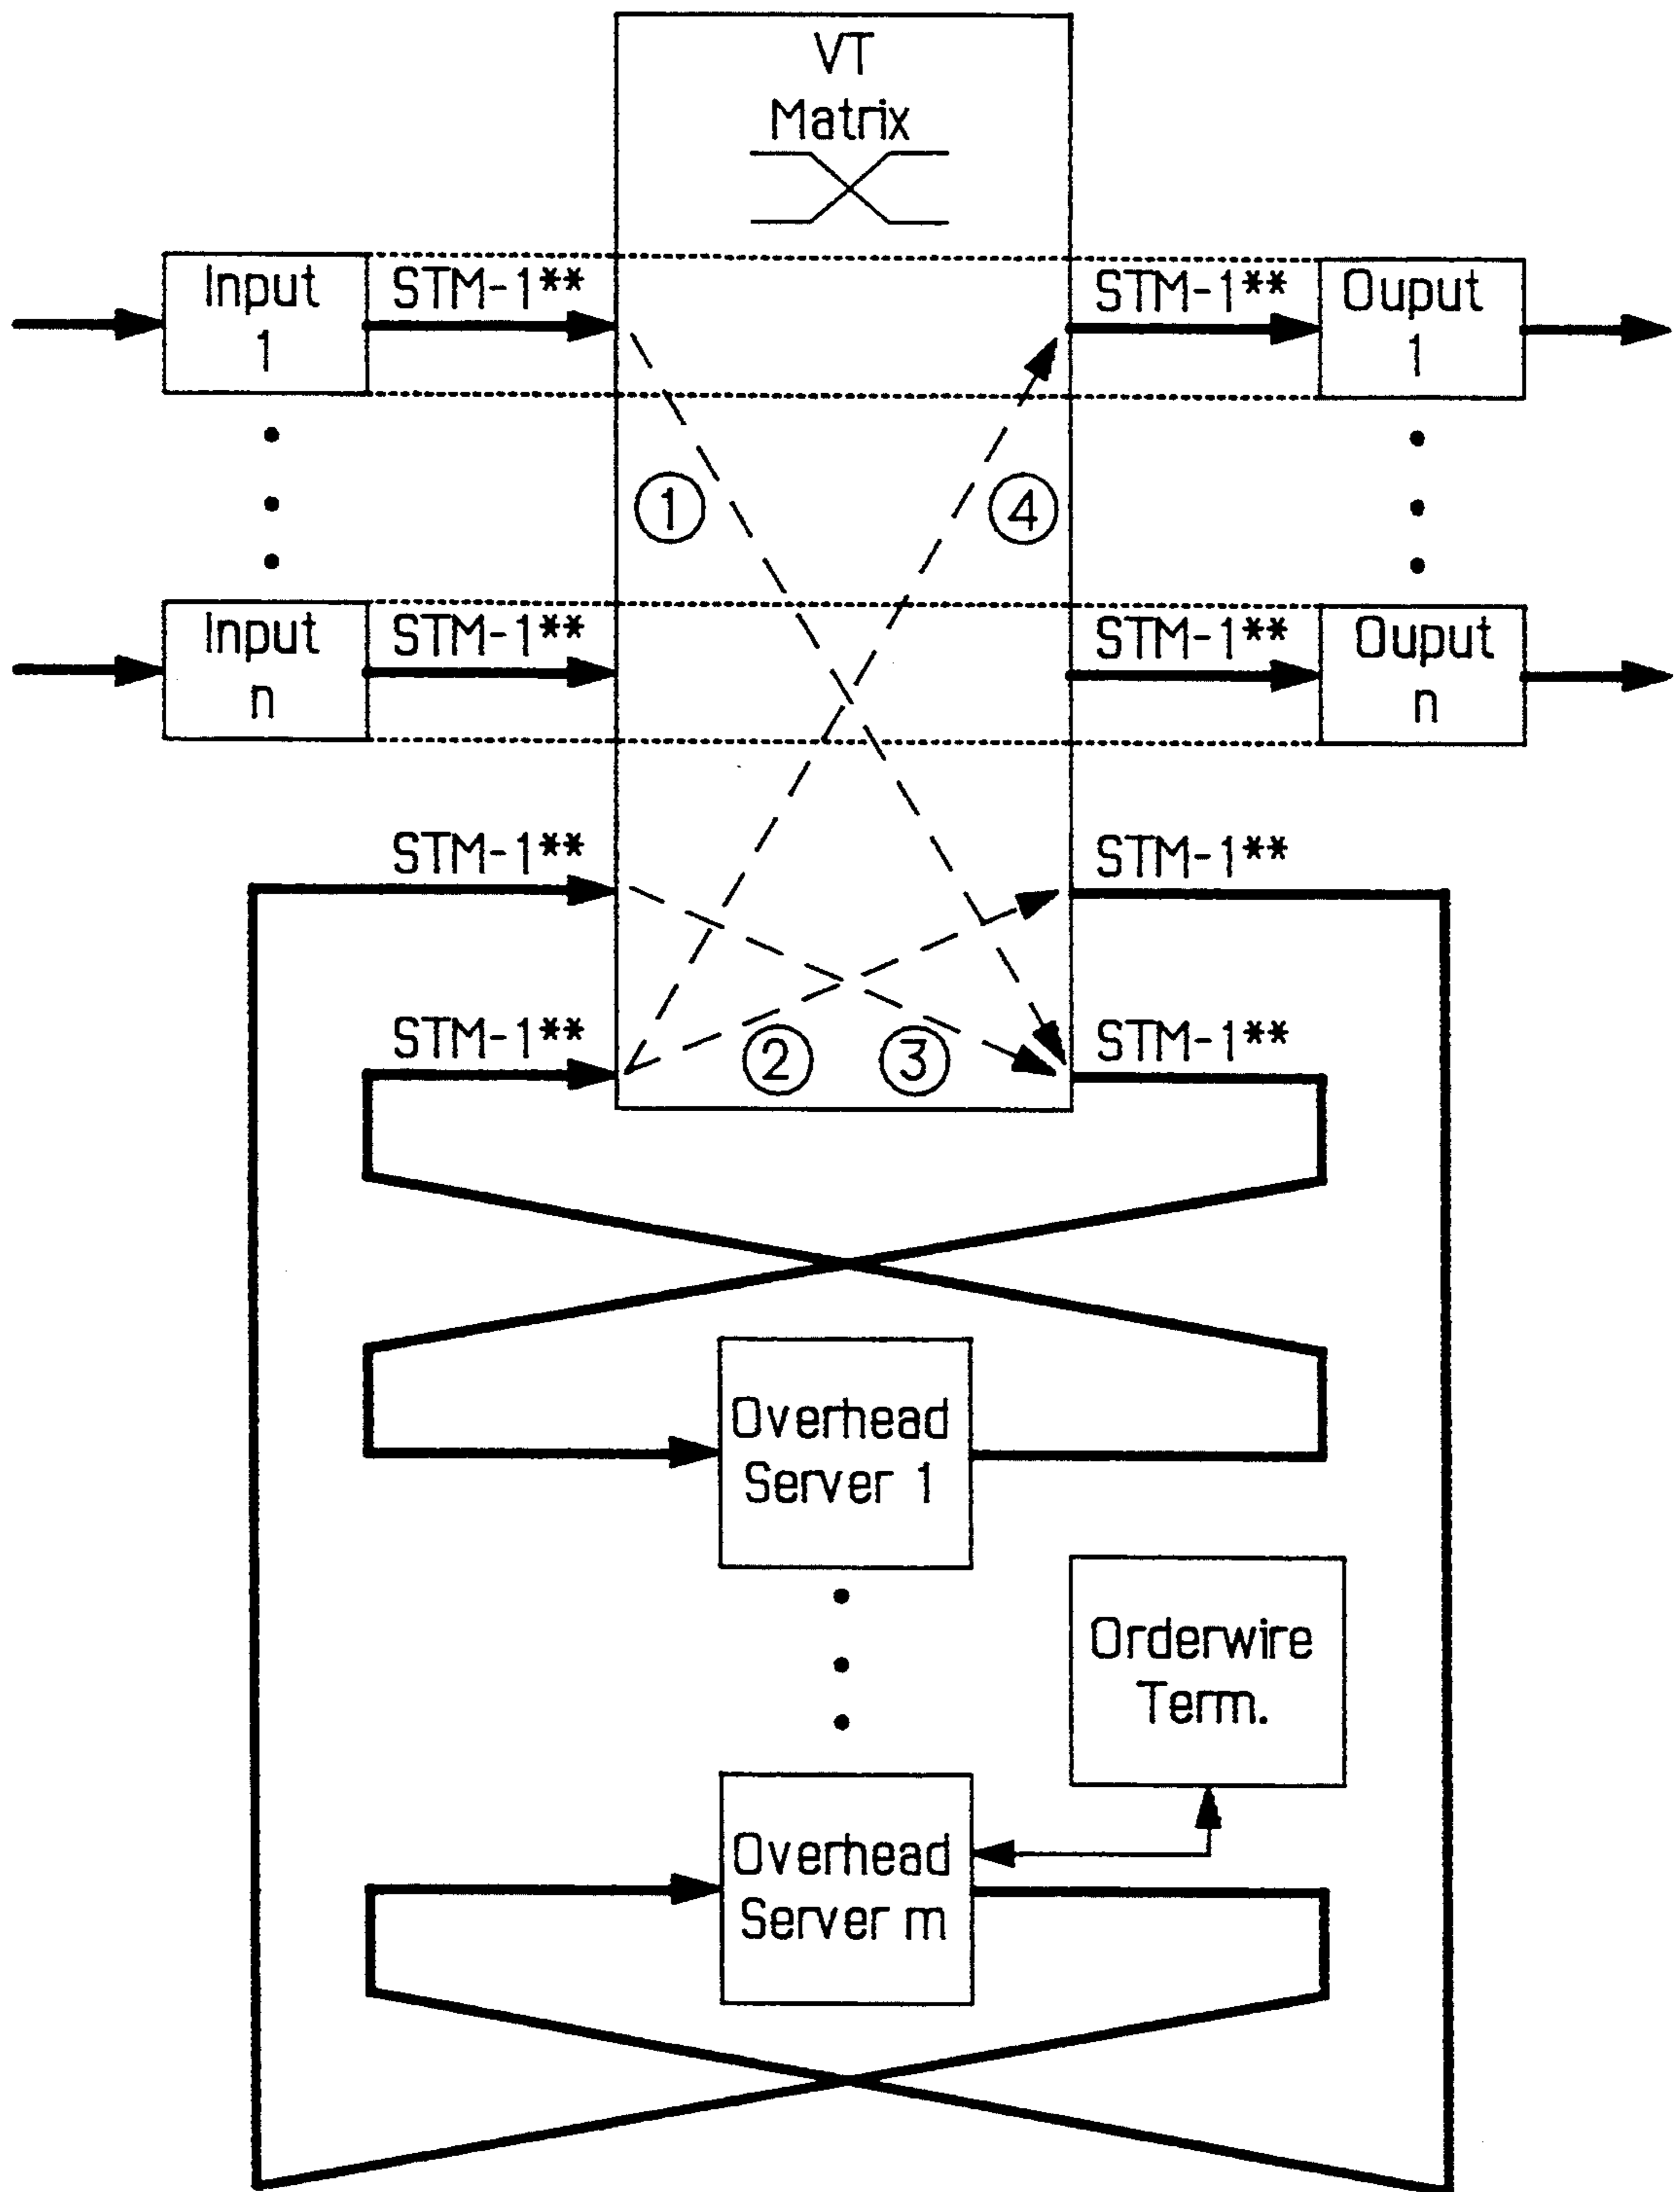 VT
Matrix
Input
1
STM-1**
STM-1**
Ouput
1
1
4
Input
n
STM-1**
STM-1**
Ouput
n
STM-1**
STM-1**
STM-1**
2
3
STM-1**
Overhead
Server 1
Orderwire
Term.
Overhead
Server m